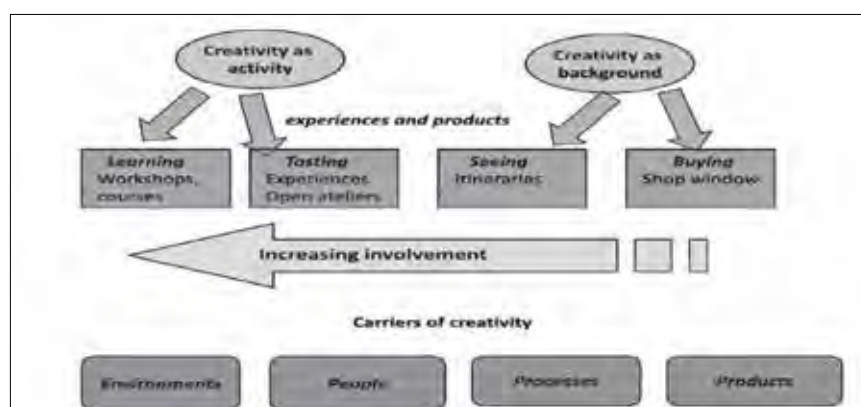 Creativity as
activity
Creativity as
background
experiences and products
Learning
Workshops,
courses
Tasting
Experiences
Open ateliers
Seeing
Itineraries
Buying
Shop window
Increasing involvement
Carriers of creativity
Environments
People
Processes
Products